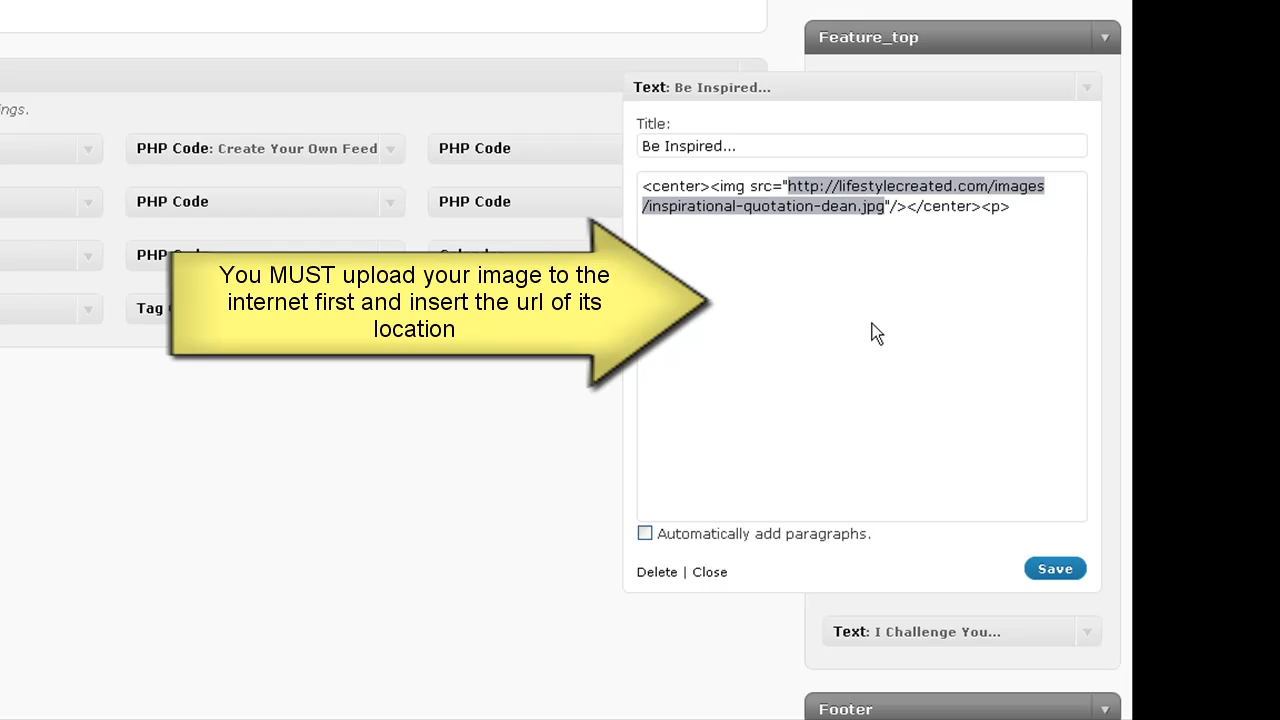 Feature_top
Text: Be Inspired...
ings.
Title:
PHP Code: Create Your Own Feed
PHP Code
Be Inspired...
<center><img src="http://lifestylecreated.com/images
/inspirational-quotation-dean.jpg"/></center><p>
PHP Code
PHP Code
You MUST upload your image to the
internet first and insert the url of its
location
Tag
Automatically add paragraphs.
Delete | Close
Save
Text: I Challenge You...
Footer